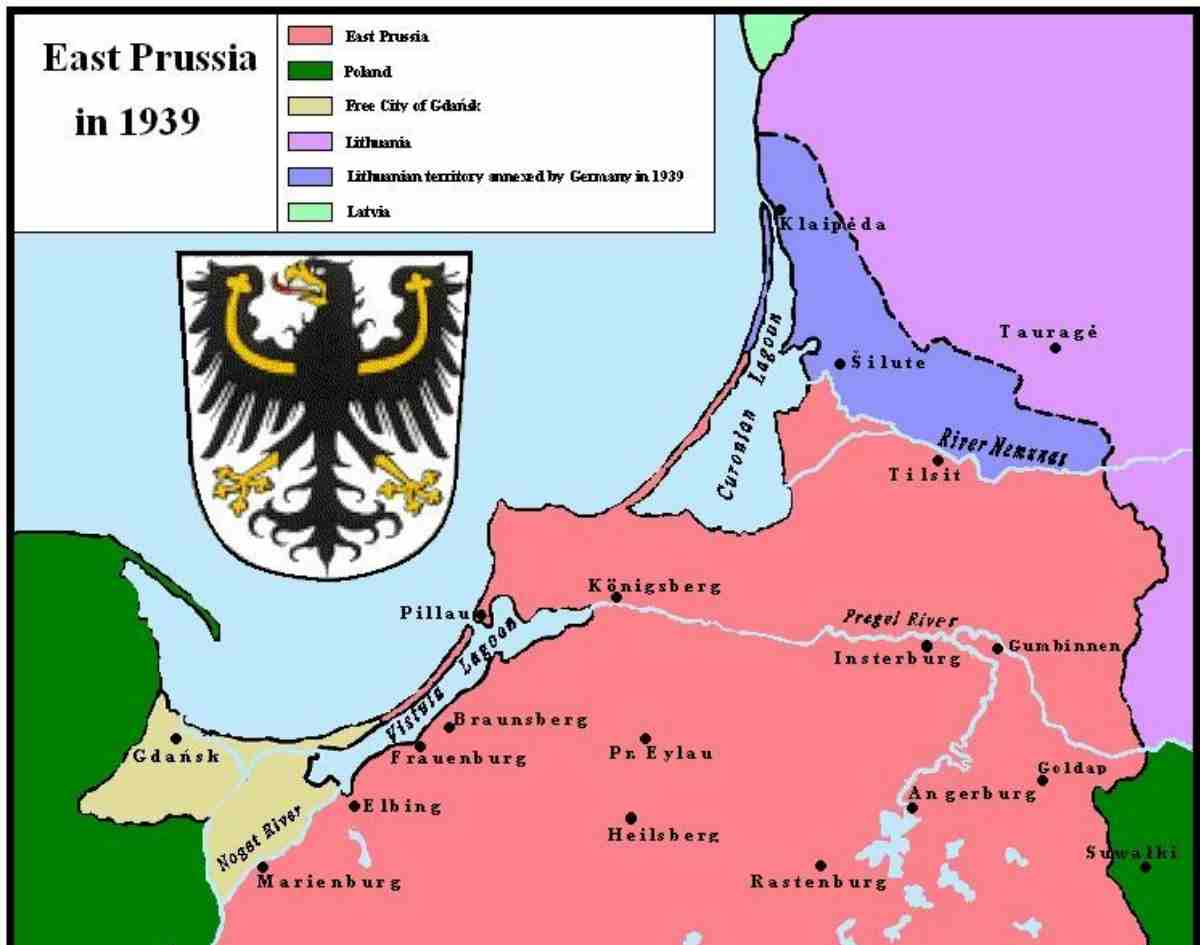 East Prussia
in 1939
East Prussia
Poland
Free City of Gdańsk
Lithuania
Lithuanian territory annexed by Germany in 1939
Latvia
Klaipėda
Tauragė
Šilute
Curonian Lagoon
River Nemunas
Tilsit
Königsberg
Pillau
Pregel River
Insterburg
Gumbinnen
Vistula Lagoon
Braunsberg
Frauenburg
Gdańsk
Pr. Eylau
Goldap
Angerburg
Elbing
Heilsberg
Nogat River
Suwałki
Marienburg
Rastenburg